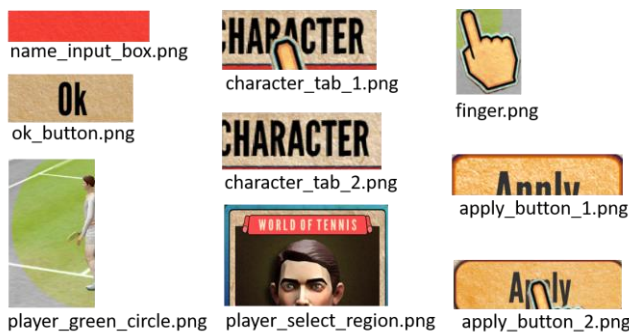 name_input_box.png
Ok
ok_button.png
player_green_circle.png
CHARACTER
character_tab_1.png
CHARACTER
character_tab_2.png
WORLD OF TENNIS
player_select_region.png
finger.png
Apply
apply_button_1.png
Apply
apply_button_2.png